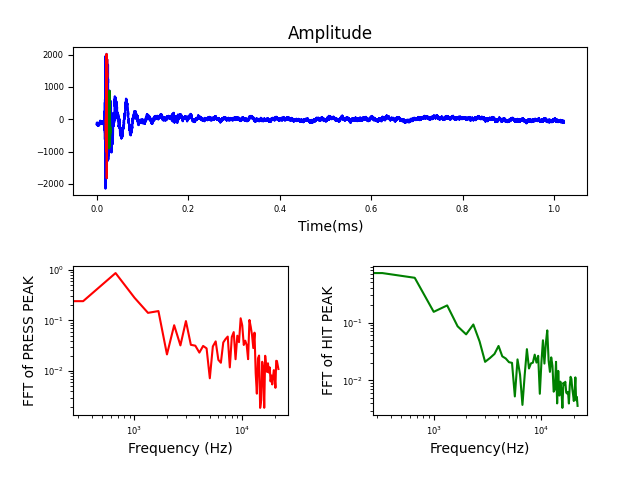 Amplitude
2000
1000
0
−1000
−2000
0.0 0.2 0.4 0.6 0.8 1.0
Time(ms)
FFT of PRESS PEAK
10⁰
10⁻¹
10⁻²
10³ 10⁴
Frequency (Hz)
FFT of HIT PEAK
10⁻¹
10⁻²
10³ 10⁴
Frequency(Hz)